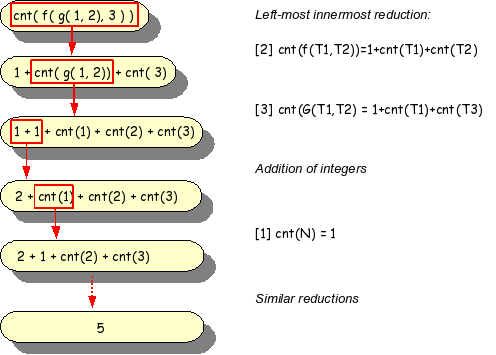 cnt( f( g( 1, 2), 3 ) )
Left-most innermost reduction:
[2] cnt(f(T1,T2))=1+cnt(T1)+cnt(T2)
1 + cnt( g( 1, 2)) + cnt( 3)
[3] cnt(G(T1,T2) = 1+cnt(T1)+cnt(T3)
1 + 1 + cnt(1) + cnt(2) + cnt(3)
Addition of integers
2 + cnt(1) + cnt(2) + cnt(3)
[1] cnt(N) = 1
2 + 1 + cnt(2) + cnt(3)
Similar reductions
5